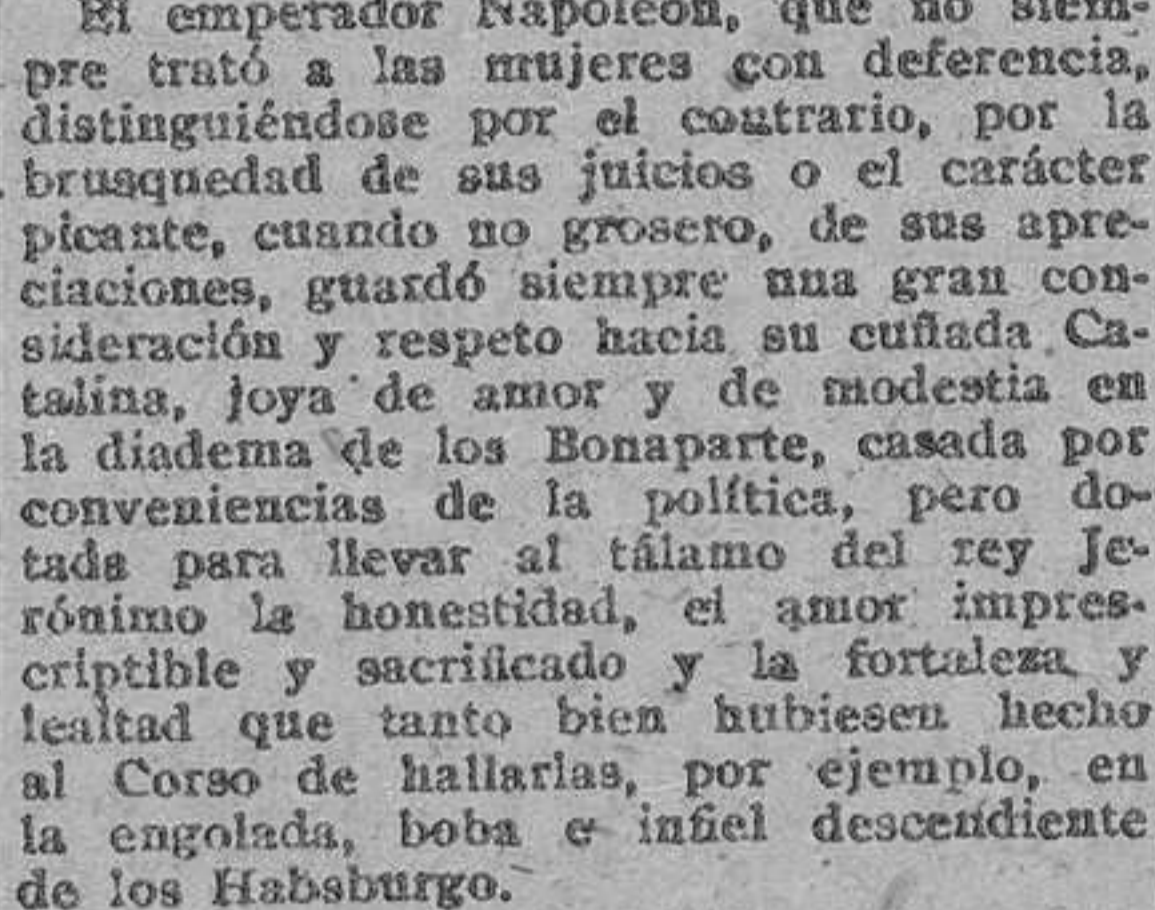 El emperador Napoleón, que no siem-
pre trató a las mujeres con deferencia,
distinguiéndose por el contrario, por la
brusquedad de sus juicios o el carácter
picante, cuando no grosero, de sus apre-
ciaciones, guardó siempre una gran con-
sideración y respeto hacia su cuñada Ca-
talina, joya de amor y de modestia en
la diadema de los Bonaparte, casada por
conveniencias de la política, pero do-
tada para llevar al tálamo del rey Je-
rónimo la honestidad, el amor impres-
criptible y sacrificado y la fortaleza y
lealtad que tanto bien hubiesen hecho
al Corso de hallarlas, por ejemplo, en
la engolada, boba e infiel descendiente
de los Habsburgo.